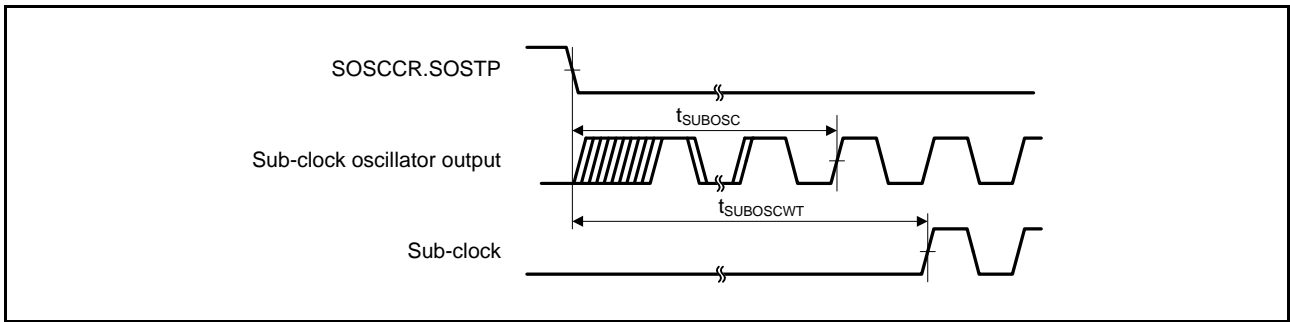 SOSCCR.SOSTP
tSUBOSC
Sub-clock oscillator output
tSUBOSCWT
Sub-clock